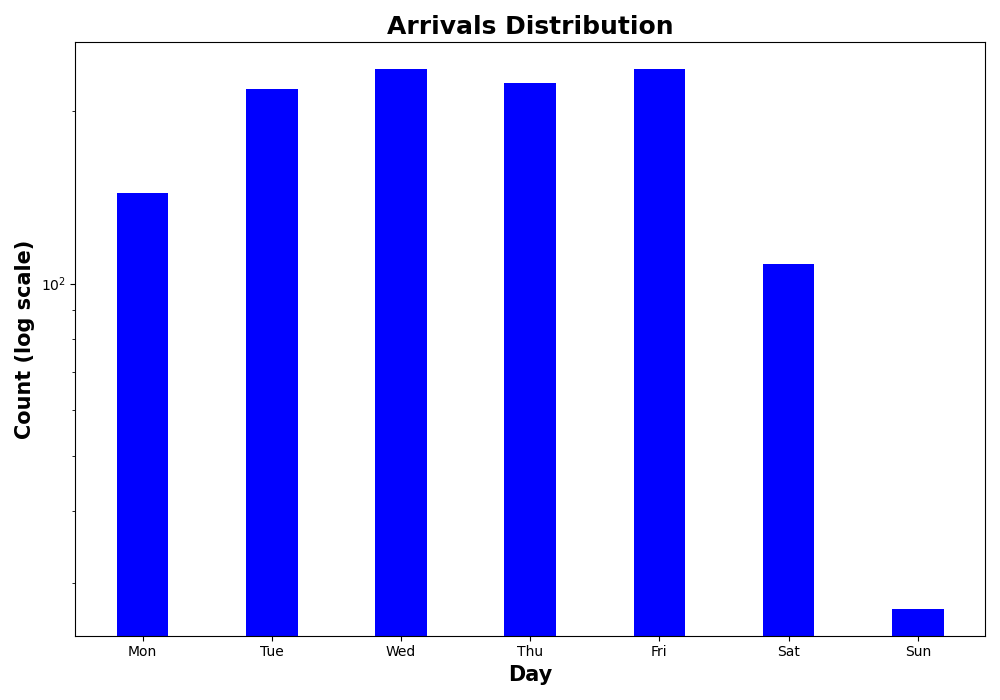 Arrivals Distribution
Count (log scale)
10²
Mon Tue Wed Thu Fri Sat Sun
Day